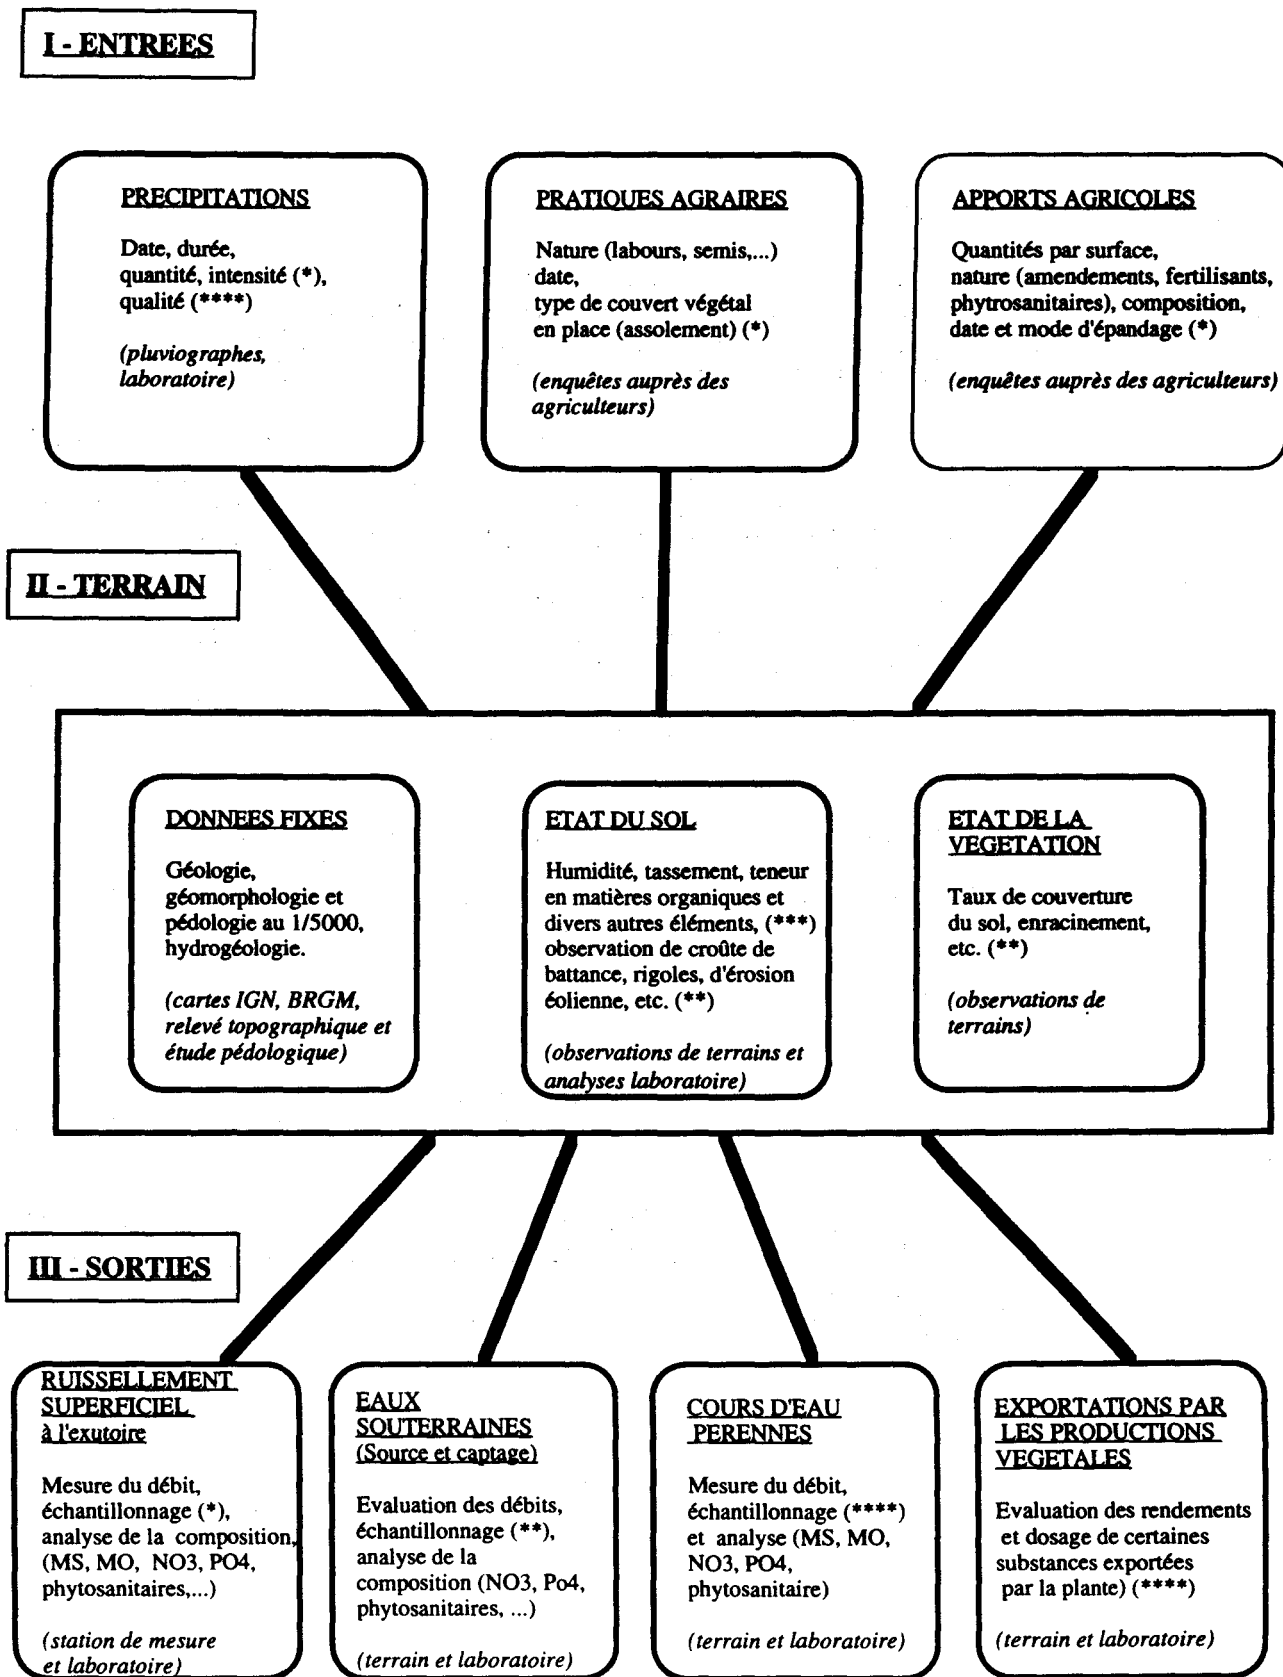 I - ENTREES
PRECIPITATIONS
Date, durée,
quantité, intensité (*),
qualité (****)
(pluviographes,
laboratoire)
PRATIQUES AGRAIRES
Nature (labours, semis,...)
date,
type de couvert végétal
en place (assolement) (*)
(enquêtes auprès des
agriculteurs)
APPORTS AGRICOLES
Quantités par surface,
nature (amendements, fertilisants,
phytrosanitaires), composition,
date et mode d'épandage (*)
(enquêtes auprès des agriculteurs)
II - TERRAIN
DONNEES FIXES
Géologie,
géomorphologie et
pédologie au 1/5000,
hydrogéologie.
(cartes IGN, BRGM,
relevé topographique et
étude pédologique)
ETAT DU SOL
Humidité, tassement, teneur
en matières organiques et
divers autres éléments, (***)
observation de croûte de
battance, rigoles, d'érosion
éolienne, etc. (**)
(observations de terrains et
analyses laboratoire)
ETAT DE LA
VEGETATION
Taux de couverture
du sol, enracinement,
etc. (**)
(observations de
terrains)
III - SORTIES
RUISSELLEMENT
SUPERFICIEL
à l'exutoire
Mesure du débit,
échantillonnage (*),
analyse de la composition,
(MS, MO, NO3, PO4,
phytosanitaires,...)
(station de mesure
et laboratoire)
EAUX
SOUTERRAINES
(Source et captage)
Evaluation des débits,
échantillonnage (**),
analyse de la
composition (NO3, Po4,
phytosanitaires, ...)
(terrain et laboratoire)
COURS D'EAU
PERENNES
Mesure du débit,
échantillonnage (****)
et analyse (MS, MO,
NO3, PO4,
phytosanitaire)
(terrain et laboratoire)
EXPORTATIONS PAR
LES PRODUCTIONS
VEGETALES
Evaluation des rendements
et dosage de certaines
substances exportées
par la plante) (****)
(terrain et laboratoire)